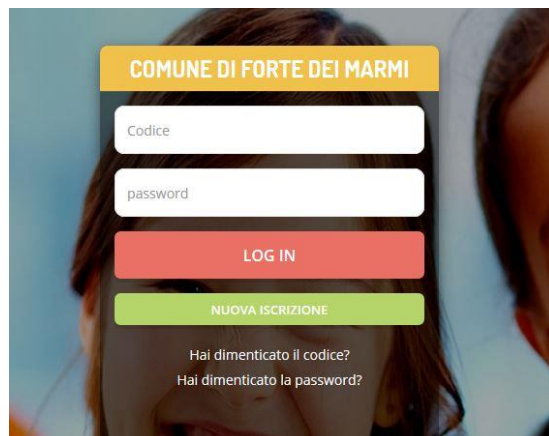 COMUNE DI FORTE DEI MARMI
Codice
password
LOG IN
NUOVA ISCRIZIONE
Hai dimenticato il codice?
Hai dimenticato la password?